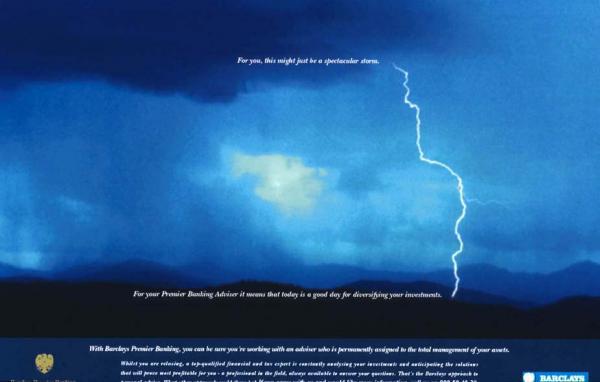 For you, this might just be a spectacular storm.
For your Premier Banking Adviser it means that today is a good day for diversifying your investments.
With Barclays Premier Banking, you can be sure you're working with an adviser who is permanently assigned to the total management of your assets.
Whilst you are relaxing, a top-qualified financial and tax expert is constantly analysing your investments and anticipating the solutions
that will prove most profitable for you - a professional in the field, always available to answer your questions. That's the Barclays approach to
BARCLAYS